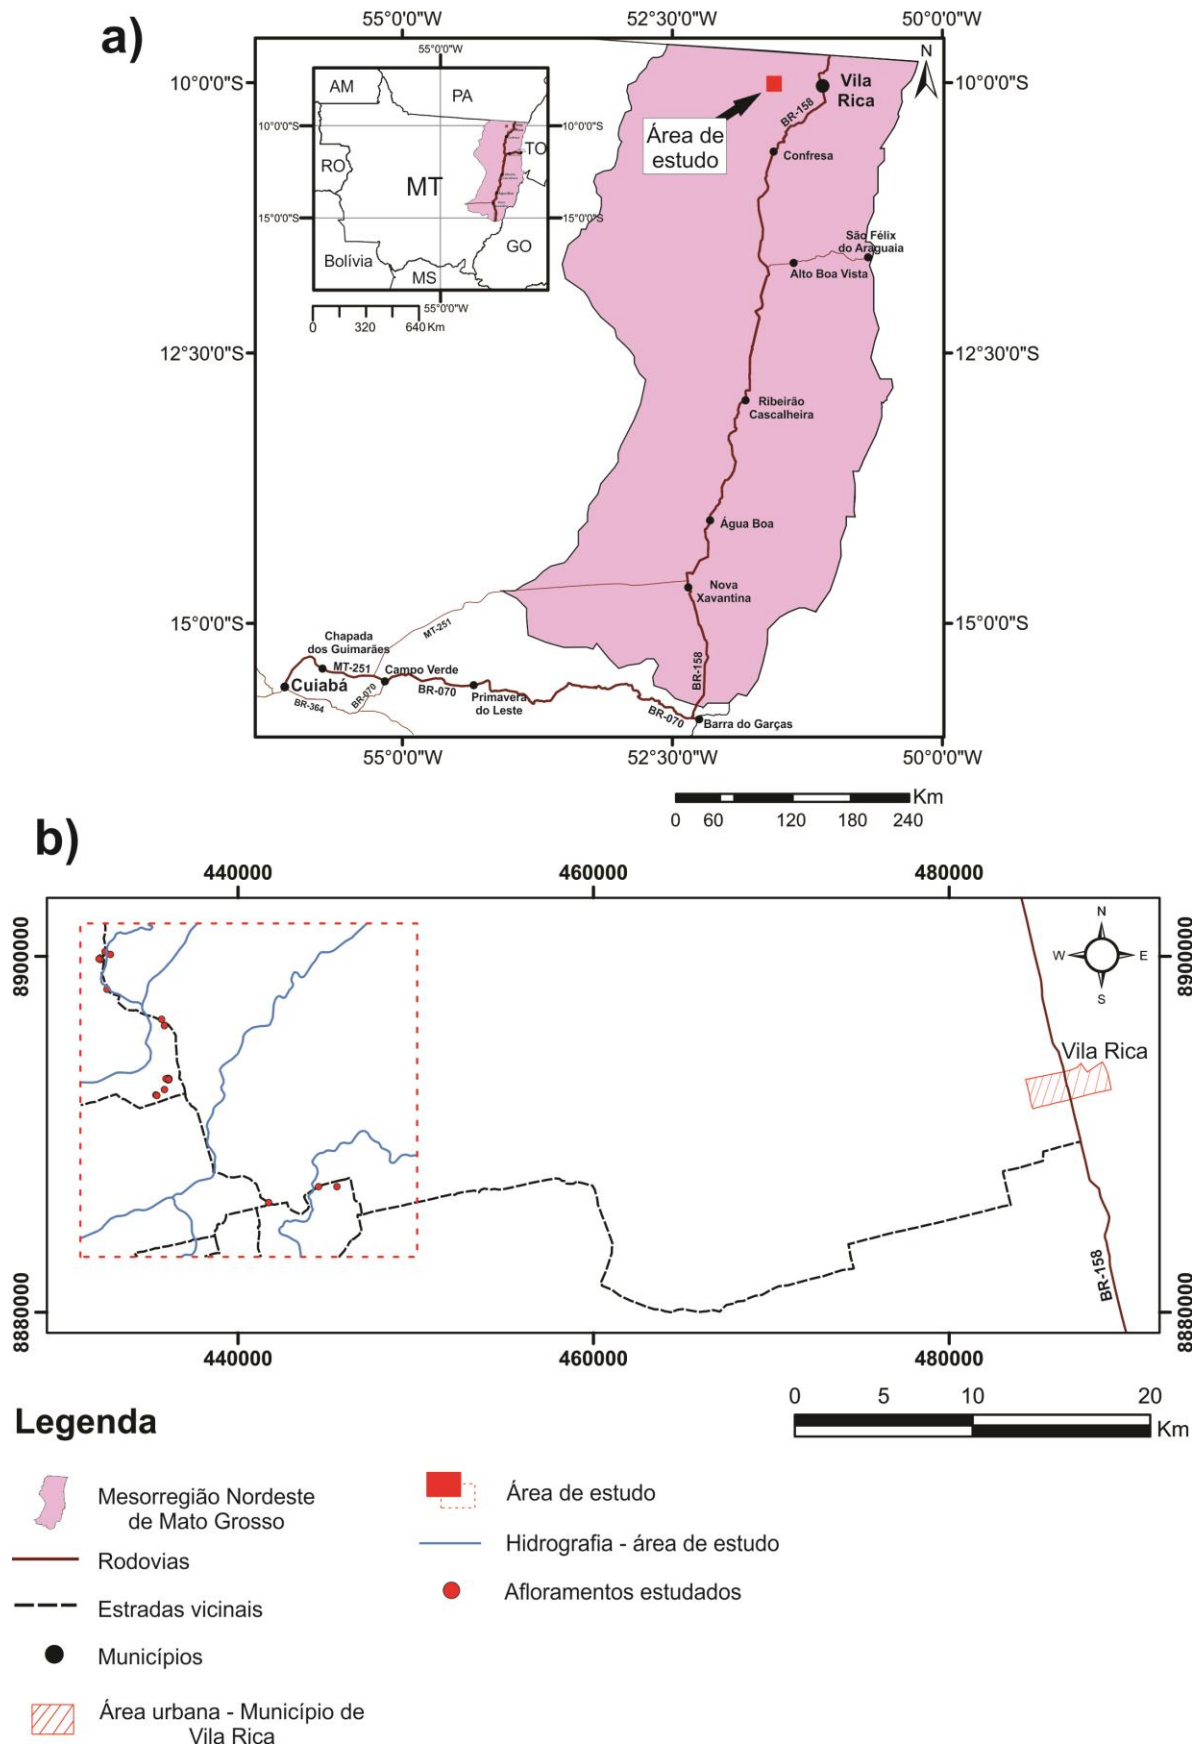 a)
55°0'0"W
52°30'0"W
50°0'0"W
55°0'0"W
N
10°0'0"S
10°0'0"S
AM
PA
Vila
Rica
BR-158
Área de
estudo
Confresa
10°0'0"S
10°0'0"S
TO
RO
MT
15°0'0"S
15°0'0"S
GO
Bolívia
MS
55°0'0"W
0
320
640 Km
São Félix
do Araguaia
Alto Boa Vista
12°30'0"S
12°30'0"S
Ribeirão
Cascalheira
Água Boa
Nova
Xavantina
15°0'0"S
15°0'0"S
MT-251
Chapada
dos Guimarães
MT-251
Campo Verde
BR-158
Cuiabá
BR-070
BR-070
Primavera
do Leste
BR-364
BR-070
Barra do Garças
55°0'0"W
52°30'0"W
50°0'0"W
Km
0
60
120
180
240
b)
440000
460000
480000
8900000
8900000
N
W
E
S
Vila Rica
BR-158
8880000
8880000
440000
460000
480000
0
5
10
20
Km
Legenda
Mesorregião Nordeste
de Mato Grosso
Rodovias
Estradas vicinais
Municípios
Área urbana - Município de
Vila Rica
Área de estudo
Hidrografia - área de estudo
Afloramentos estudados